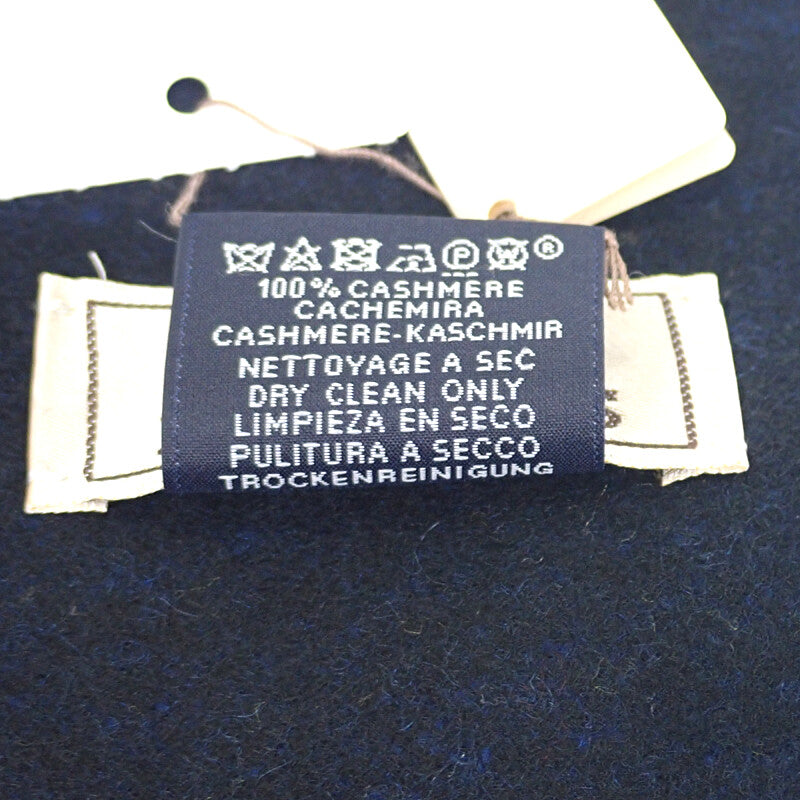 P W ®
100% CASHMERE
CACHEMIRA
CASHMERE-KASCHMIR
NETTOYAGE A SEC
DRY CLEAN ONLY
LIMPIEZA EN SECO
PULITURA A SECCO
TROCKENREINIGUNG